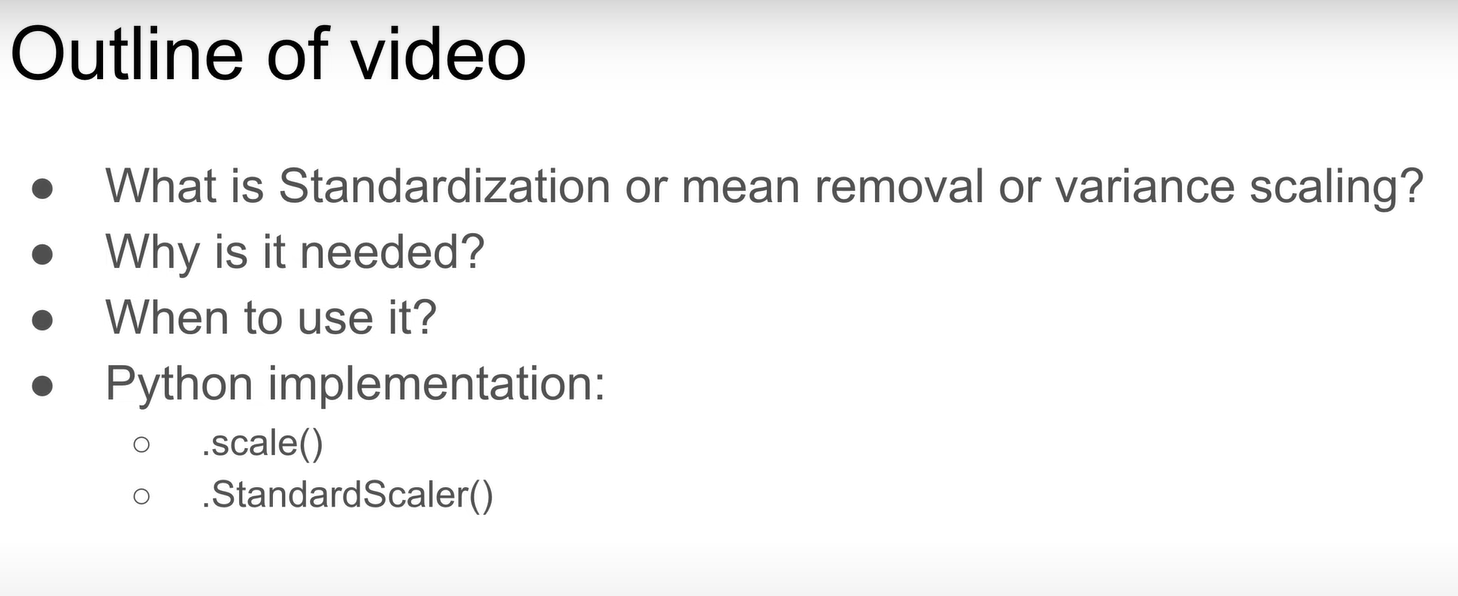 Outline of video
● What is Standardization or mean removal or variance scaling?
● Why is it needed?
● When to use it?
● Python implementation:
○ .scale()
○ .StandardScaler()